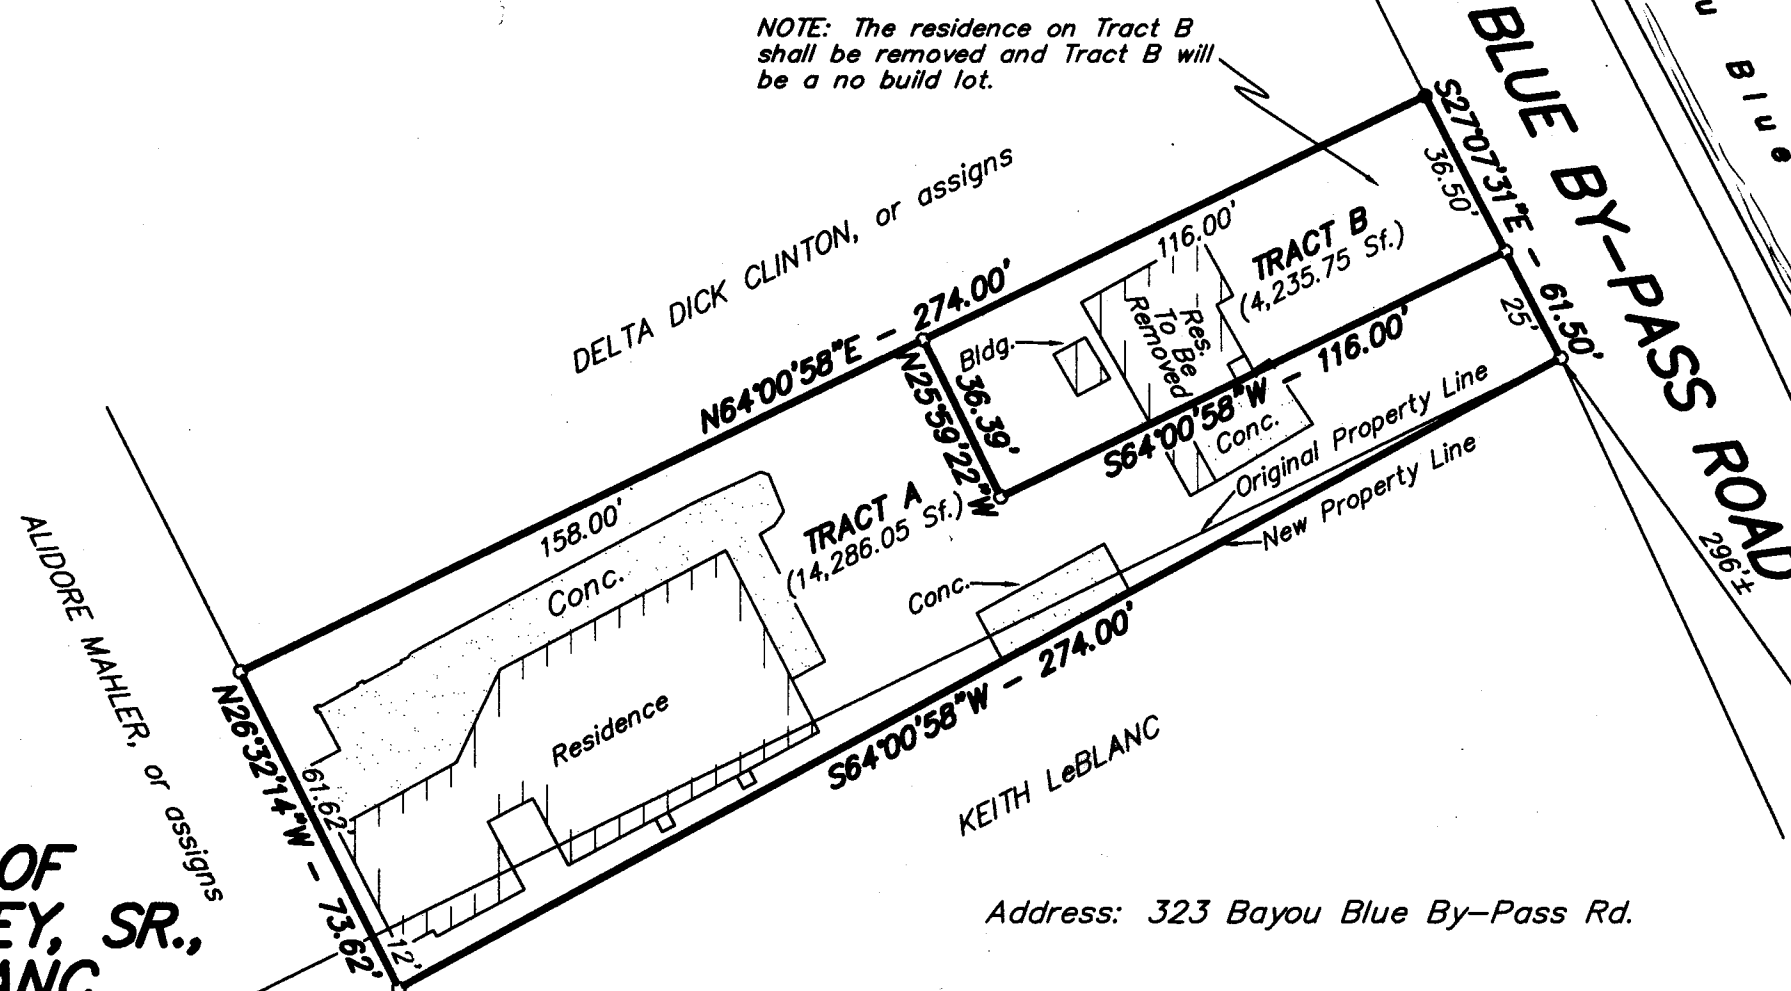 NOTE: The residence on Tract B
shall be removed and Tract B will
be a no build lot.
BLUE BY-PASS ROAD
u Blue
S27°07'31"E - 61.50'
36.50'
25'
296'±
DELTA DICK CLINTON, or assigns
N64°00'58"E - 274.00'
116.00'
TRACT B
(4,235.75 Sf.)
Bldg.
Res.
To Be
Removed
N25°59'22"W
36.39'
S64°00'58"W - 116.00'
Conc.
Original Property Line
New Property Line
158.00'
TRACT A
(14,286.05 Sf.)
Conc.
Conc.
Residence
S64°00'58"W - 274.00'
ALIDORE MAHLER, or assigns
N26°32'14"W - 73.62'
61.62'
12'
KEITH LeBLANC
OF
EY, SR.,
ANC
Address: 323 Bayou Blue By-Pass Rd.